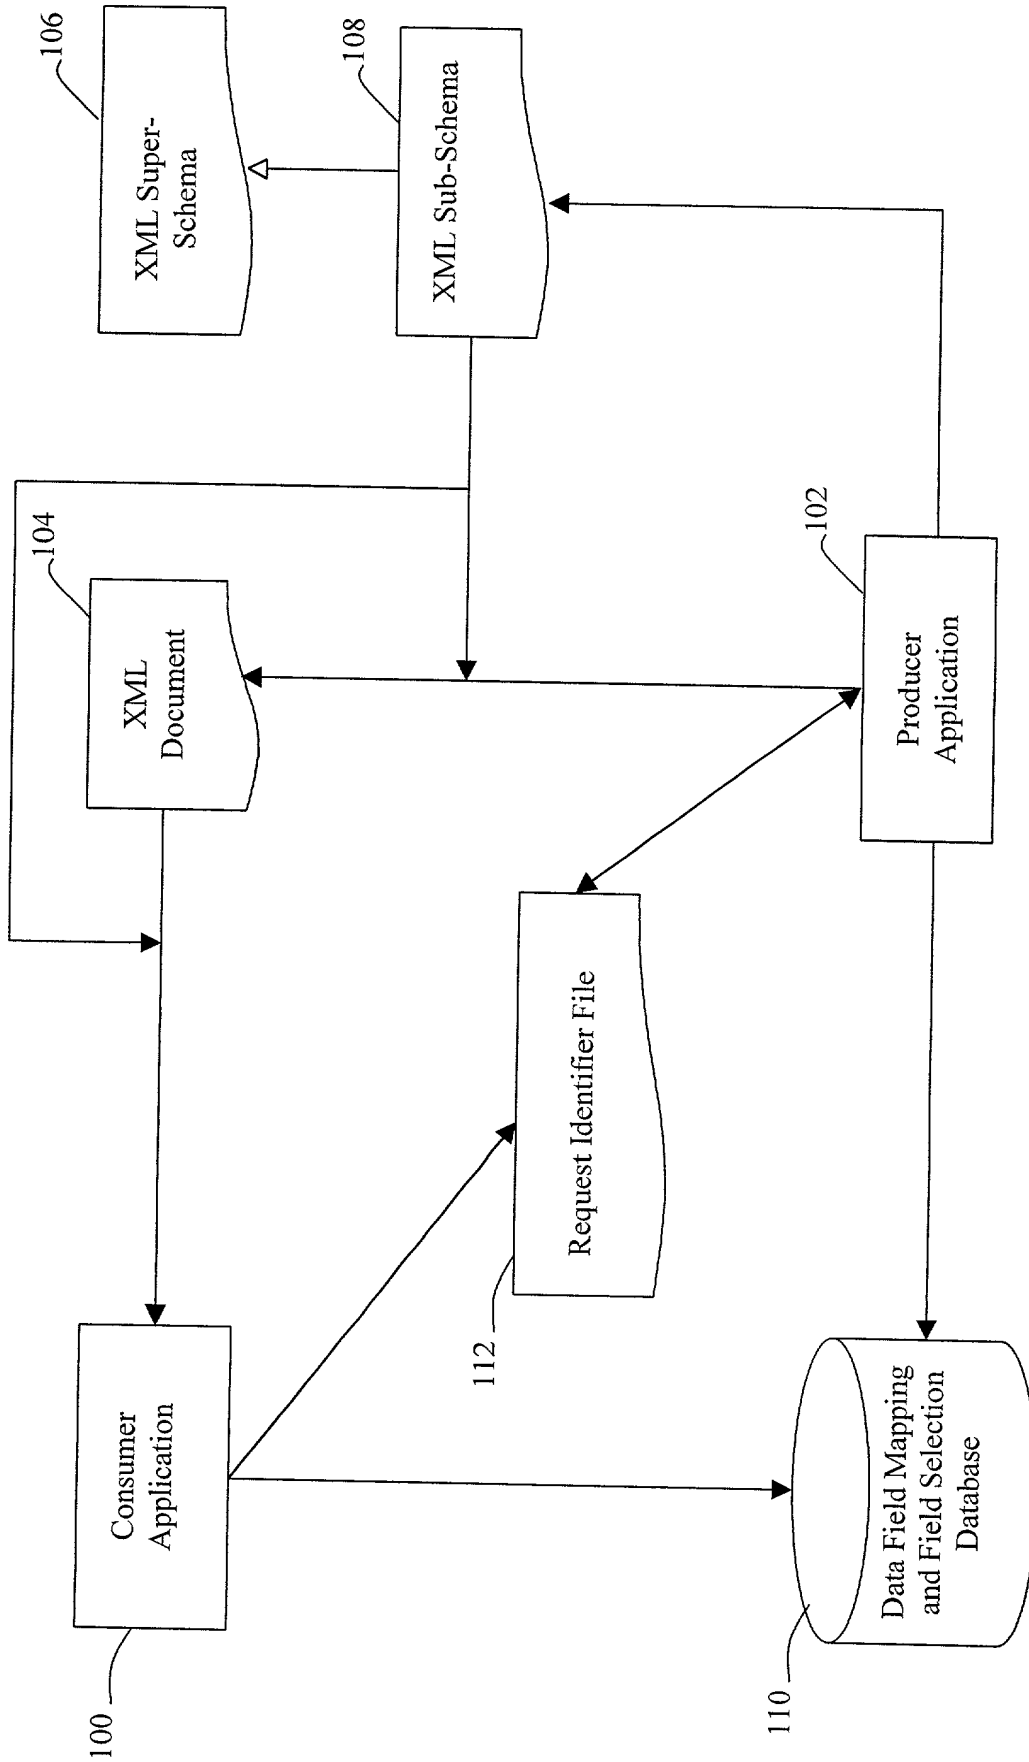 100
Consumer
Application
104
XML
Document
106
XML Super-
Schema
108
XML Sub-Schema
112
Request Identifier File
110
Data Field Mapping
and Field Selection
Database
102
Producer
Application